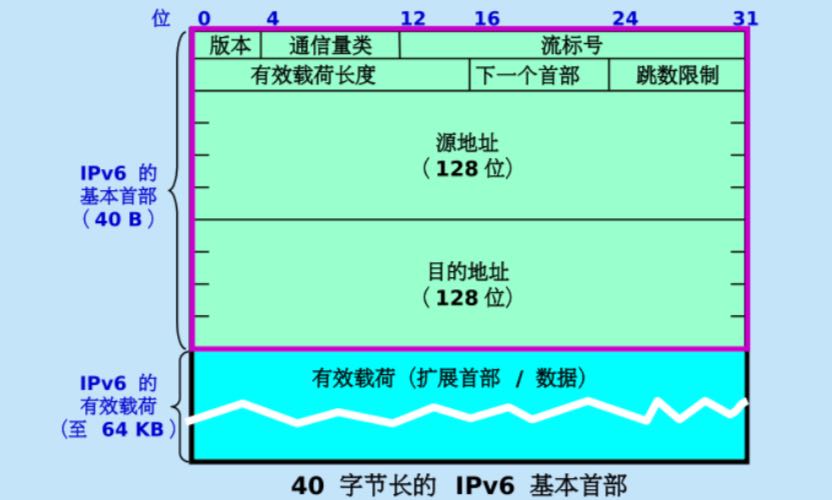 位 0 4 12 16 24 31
版本 通信量类 流标号
有效载荷长度 下一个首部 跳数限制
源地址
(128 位)
IPv6 的
基本首部
(40 B)
目的地址
(128 位)
有效载荷 (扩展首部 / 数据)
IPv6 的
有效载荷
(至 64 KB)
40 字节长的 IPv6 基本首部